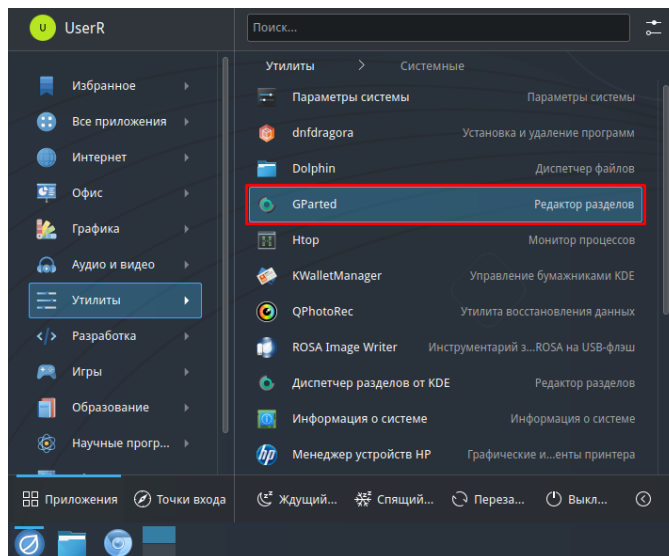 U UserR
Поиск...
Утилиты > Системные
Избранное
Все приложения
Интернет
Офис
Графика
Аудио и видео
Утилиты
Разработка
Игры
Образование
Научные прогр...
Параметры системы Параметры системы
dnfdragora Установка и удаление программ
Dolphin Диспетчер файлов
GParted Редактор разделов
Htop Монитор процессов
KWalletManager Управление бумажниками KDE
QPhotoRec Утилита восстановления данных
ROSA Image Writer Инструментарий з...ROSA на USB-флэш
Диспетчер разделов от KDE Редактор разделов
Информация о системе Информация о системе
Менеджер устройств HP Графические и...енты принтера
Приложения Точки входа Ждущий... Спящий... Переза... Выкл...